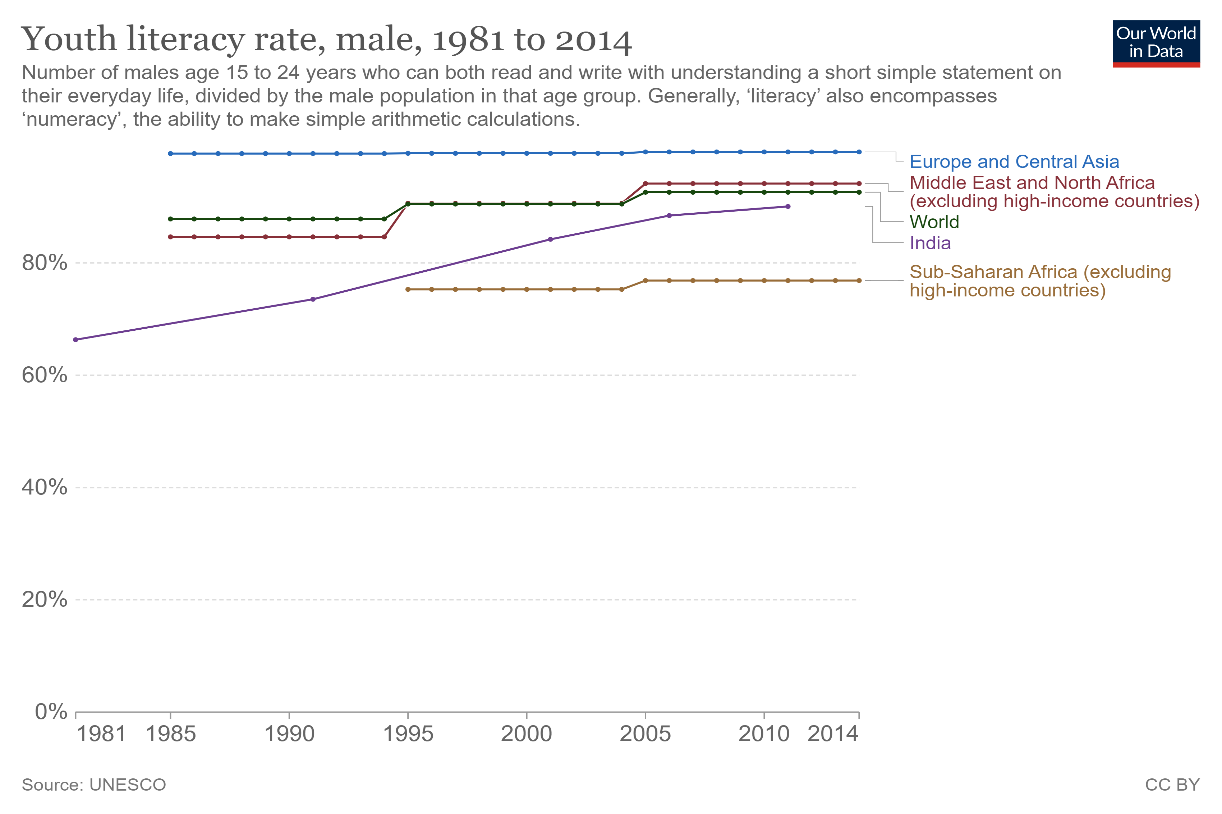 Youth literacy rate, male, 1981 to 2014
Our World
in Data
Number of males age 15 to 24 years who can both read and write with understanding a short simple statement on
their everyday life, divided by the male population in that age group. Generally, ‘literacy’ also encompasses
‘numeracy’, the ability to make simple arithmetic calculations.
Europe and Central Asia
Middle East and North Africa
(excluding high-income countries)
World
India
Sub-Saharan Africa (excluding
high-income countries)
80%
60%
40%
20%
0%
1981 1985 1990 1995 2000 2005 2010 2014
Source: UNESCO
CC BY